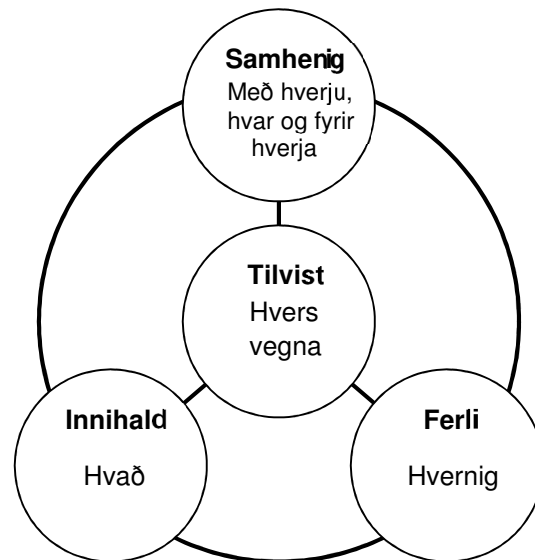 Samhenig
Með hverju,
hvar og fyrir
hverja
Tilvist
Hvers
vegna
Innihald
Hvað
Ferli
Hvernig